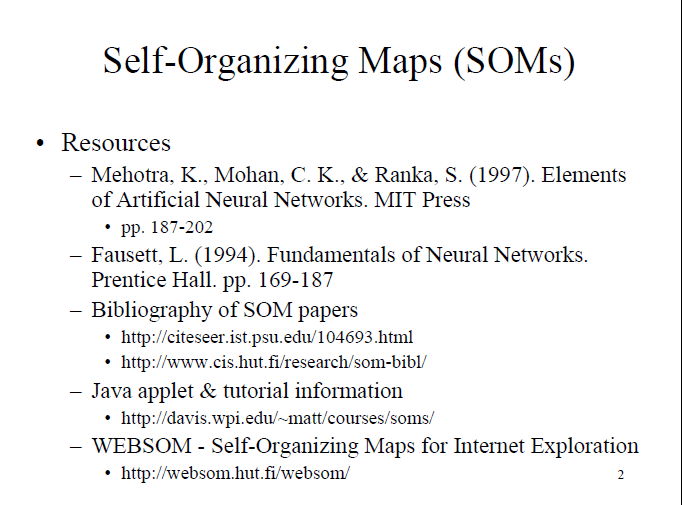 Self-Organizing Maps (SOMs)
• Resources
– Mehotra, K., Mohan, C. K., & Ranka, S. (1997). Elements
of Artificial Neural Networks. MIT Press
• pp. 187-202
– Fausett, L. (1994). Fundamentals of Neural Networks.
Prentice Hall. pp. 169-187
– Bibliography of SOM papers
• http://citeseer.ist.psu.edu/104693.html
• http://www.cis.hut.fi/research/som-bibl/
– Java applet & tutorial information
• http://davis.wpi.edu/~matt/courses/soms/
– WEBSOM - Self-Organizing Maps for Internet Exploration
• http://websom.hut.fi/websom/
2